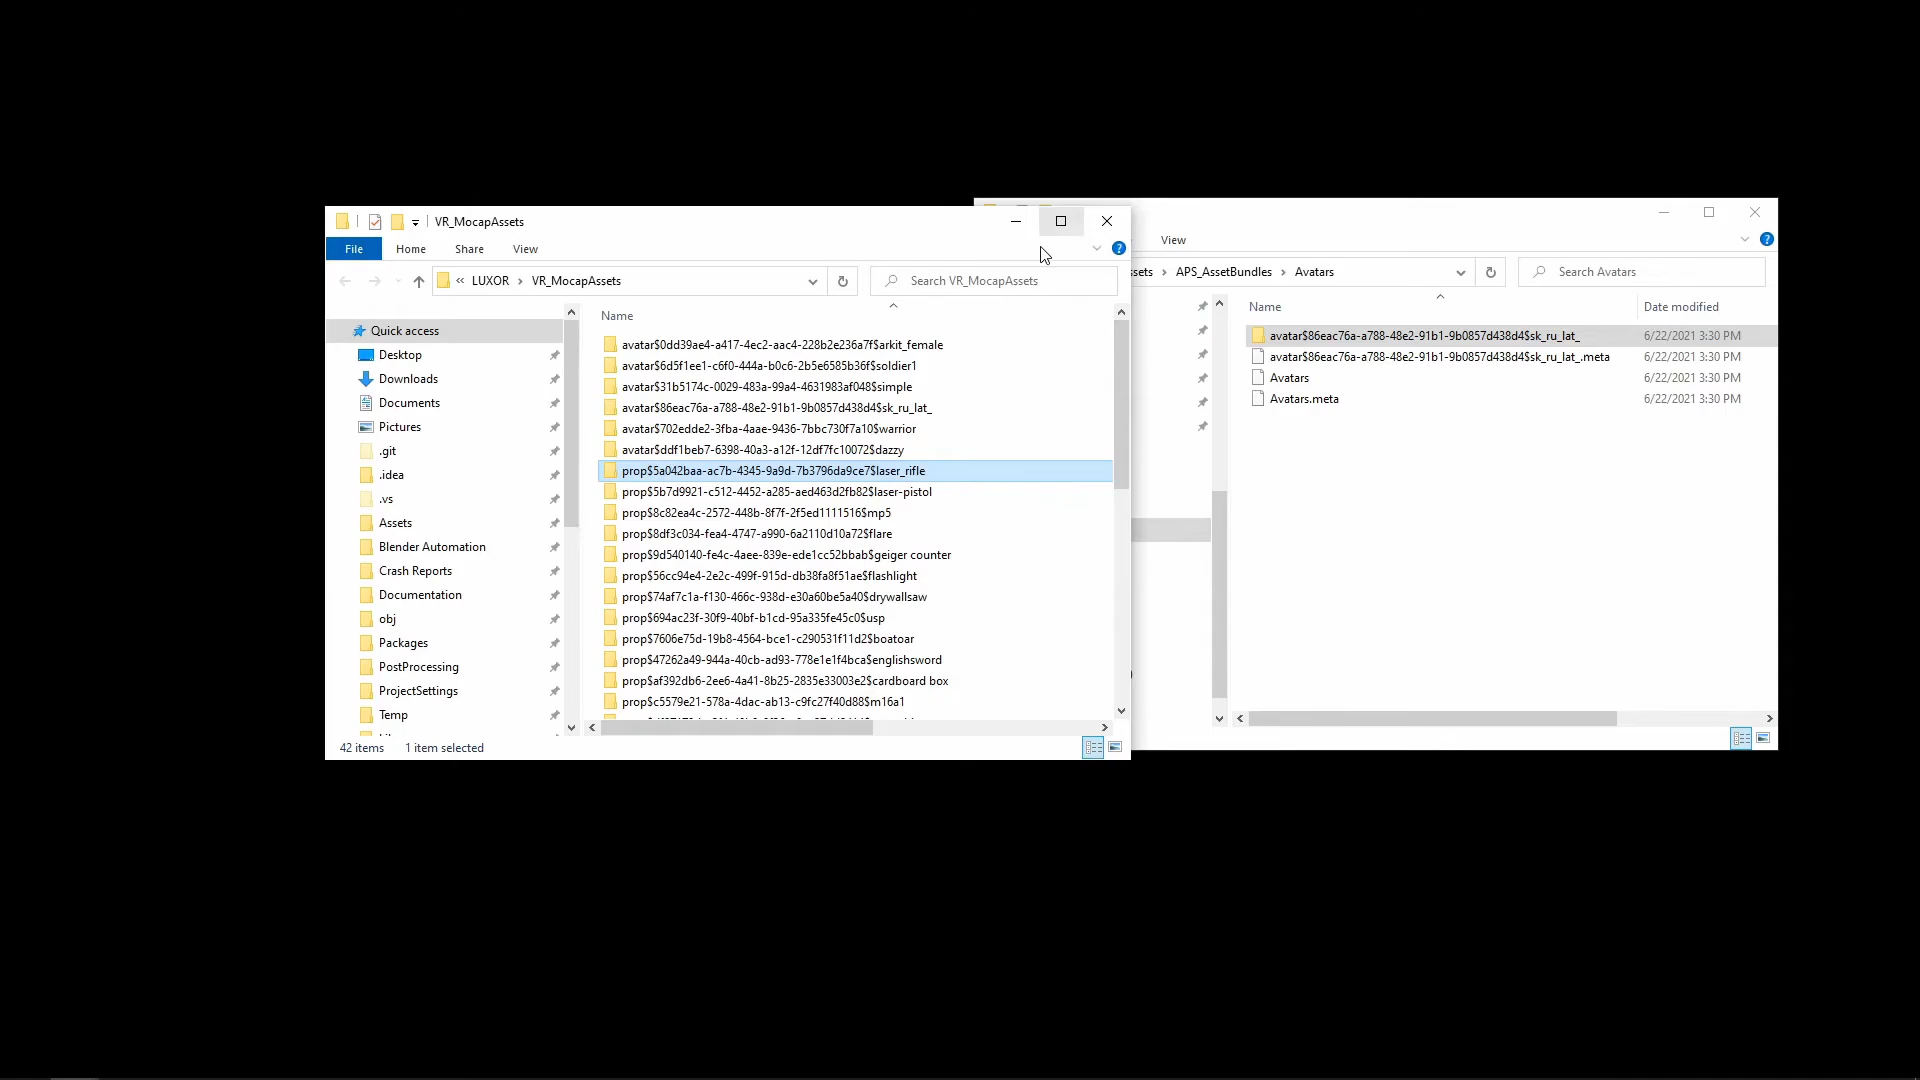 VR_MocapAssets
File Home Share View
« LUXOR › VR_MocapAssets
Search VR_MocapAssets
Name
Quick access
Desktop
Downloads
Documents
Pictures
.git
.idea
.vs
Assets
Blender Automation
Crash Reports
Documentation
obj
Packages
PostProcessing
ProjectSettings
Temp
avatar$0dd39ae4-a417-4ec2-aac4-228b2e236a7f$arkit_female
avatar$6d5f1ee1-c6f0-444a-b0c6-2b5e6585b36f$soldier1
avatar$31b5174c-0029-483a-99a4-4631983af048$simple
avatar$86eac76a-a788-48e2-91b1-9b0857d438d4$sk_ru_lat_
avatar$702edde2-3fba-4aae-9436-7bbc730f7a10$warrior
avatar$ddf1beb7-6398-40a3-a12f-12df7fc10072$dazzy
prop$5a042baa-ac7b-4345-9a9d-7b3796da9ce7$laser_rifle
prop$5b7d9921-c512-4452-a285-aed463d2fb82$laser-pistol
prop$8c82ea4c-2572-448b-8f7f-2f5ed1111516$mp5
prop$8df3c034-fea4-4747-a990-6a2110d10a72$flare
prop$9d540140-fe4c-4aee-839e-ede1cc52bbab$geiger counter
prop$56cc94e4-2e2c-499f-915d-db38fa8f51ae$flashlight
prop$74af7c1a-f130-466c-938d-e30a60be5a40$drywallsaw
prop$694ac23f-30f9-40bf-b1cd-95a335fe45c0$usp
prop$7606e75d-19b8-4564-bce1-c290531f11d2$boatoar
prop$47262a49-944a-40cb-ad93-778e1e1f4bca$englishsword
prop$af392db6-2ee6-4a41-8b25-2835e33003e2$cardboard box
prop$c5579e21-578a-4dac-ab13-c9fc27f40d88$m16a1
42 items 1 item selected
View
ssets › APS_AssetBundles › Avatars
Search Avatars
Name Date modified
avatar$86eac76a-a788-48e2-91b1-9b0857d438d4$sk_ru_lat_ 6/22/2021 3:30 PM
avatar$86eac76a-a788-48e2-91b1-9b0857d438d4$sk_ru_lat_.meta 6/22/2021 3:30 PM
Avatars 6/22/2021 3:30 PM
Avatars.meta 6/22/2021 3:30 PM